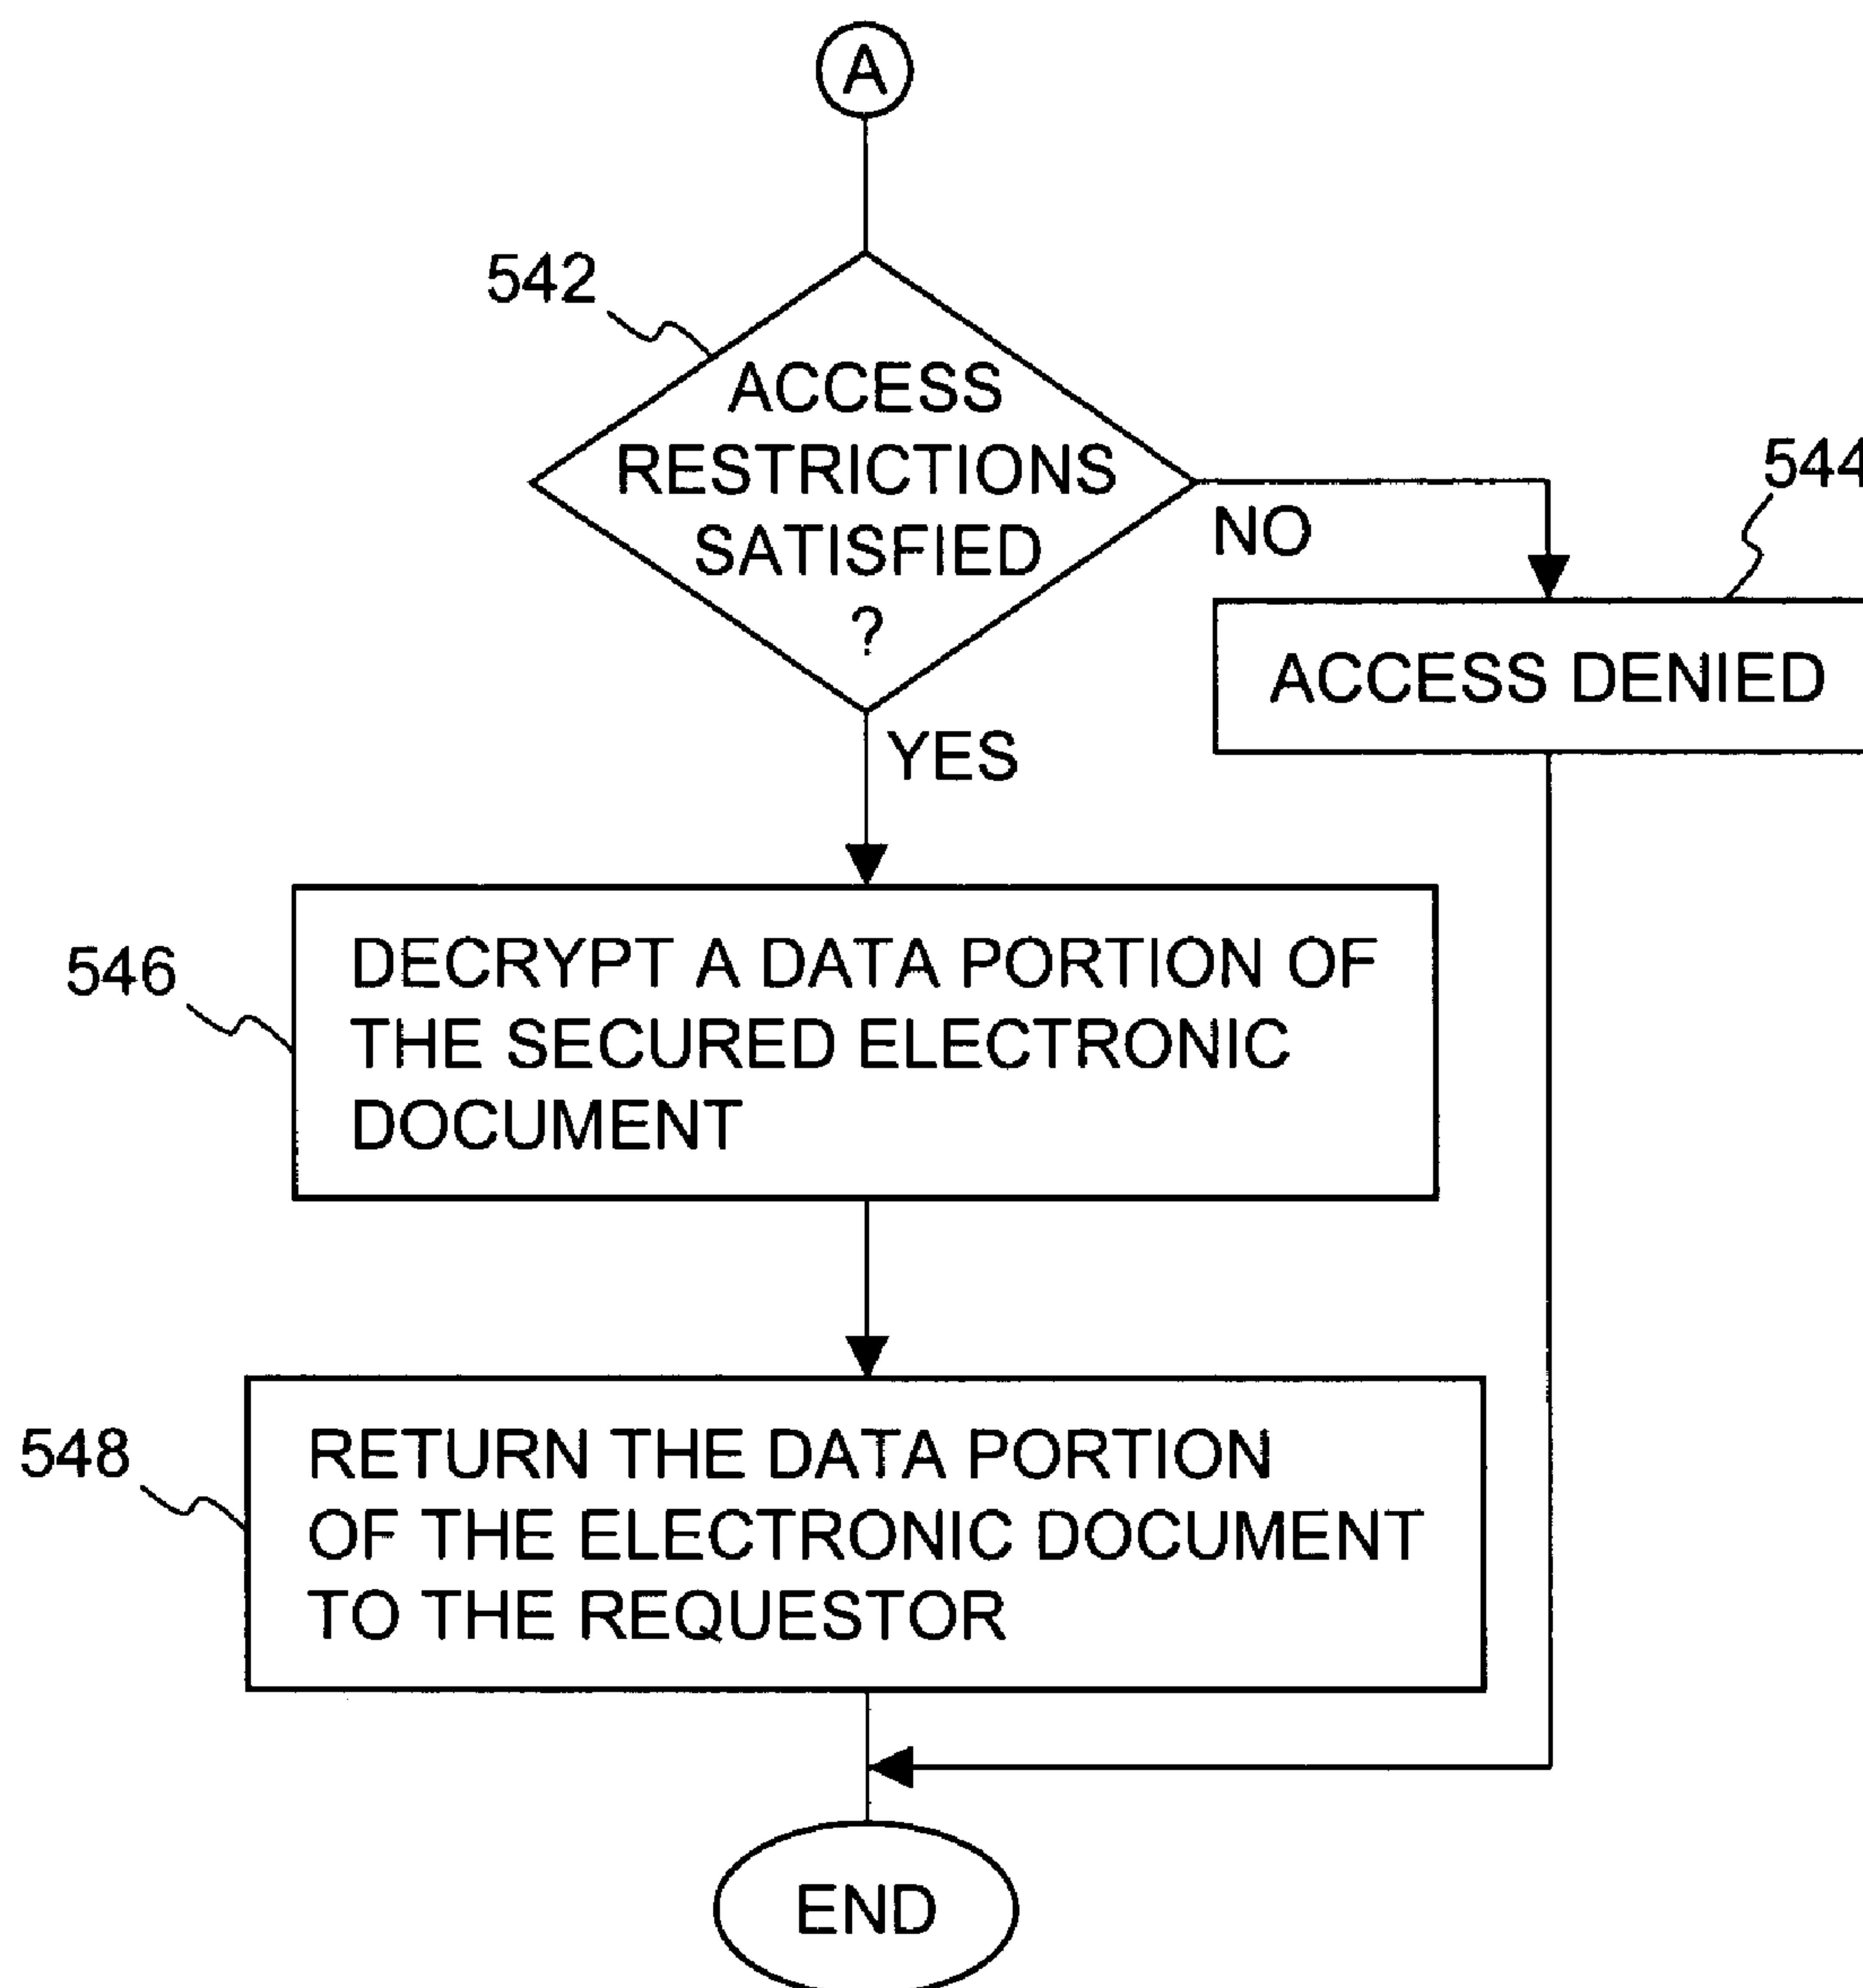 A
542
ACCESS
RESTRICTIONS
SATISFIED
?
544
NO
ACCESS DENIED
YES
546
DECRYPT A DATA PORTION OF
THE SECURED ELECTRONIC
DOCUMENT
548
RETURN THE DATA PORTION
OF THE ELECTRONIC DOCUMENT
TO THE REQUESTOR
END